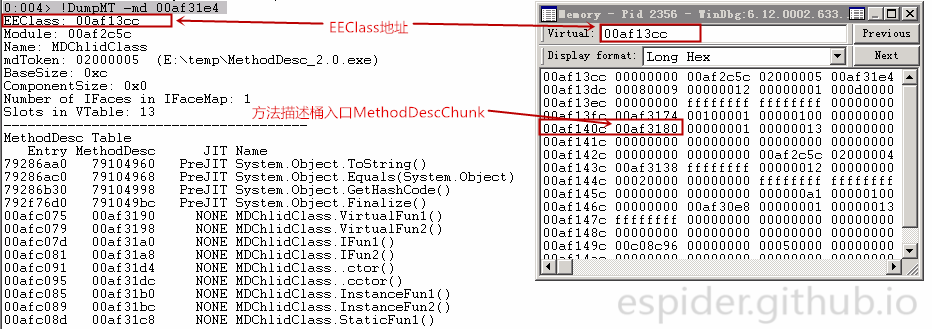 0:004> !DumpMT -md 00af31e4
EEClass: 00af13cc
Module: 00af2c5c
Name: MDChlidClass
mdToken: 02000005 (E:\temp\MethodDesc_2.0.exe)
BaseSize: 0xc
ComponentSize: 0x0
Number of IFaces in IFaceMap: 1
Slots in VTable: 13
--------------------------------------
MethodDesc Table
Entry MethodDesc JIT Name
79286aa0 79104960 PreJIT System.Object.ToString()
79286ac0 79104968 PreJIT System.Object.Equals(System.Object)
79286b30 79104998 PreJIT System.Object.GetHashCode()
792f76d0 791049bc PreJIT System.Object.Finalize()
00afc075 00af3190 NONE MDChlidClass.VirtualFun1()
00afc079 00af3198 NONE MDChlidClass.VirtualFun2()
00afc07d 00af31a0 NONE MDChlidClass.IFun1()
00afc081 00af31a8 NONE MDChlidClass.IFun2()
00afc091 00af31d4 NONE MDChlidClass..ctor()
00afc095 00af31dc NONE MDChlidClass..cctor()
00afc085 00af31b0 NONE MDChlidClass.InstanceFun1()
00afc089 00af31bc NONE MDChlidClass.InstanceFun2()
00afc08d 00af31c8 NONE MDChlidClass.StaticFun1()
EEClass地址
方法描述桶入口MethodDescChunk
Memory - Pid 2356 - WinDbg:6.12.0002.633
Virtual: 00af13cc Previous
Display format: Long Hex Next
00af13cc 00000000 00af2c5c 02000005 00af31e4
00af13dc 00080009 00000012 00000001 000d0000
00af13ec 00000000 ffffffff ffffffff 00000000
00af13fc 00af3174 00100001 00000100 00000000
00af140c 00af3180 00000001 00000013 00000000
00af141c 00000000 00000000 00000000 00000000
00af142c 00000000 00000000 00af2c5c 02000004
00af143c 00af3138 ffffffff 00000012 00000001
00af144c 00020000 00000000 ffffffff ffffffff
00af145c 00000000 00000000 000000a1 00000100
00af146c 00000000 00af30e8 00000001 00000013
00af147c ffffffff 00000000 00000000 00000000
00af148c 00000000 00000000 00000000 00000000
00af149c 00c08c96 00000000 00050000 00000000
espider.github.io